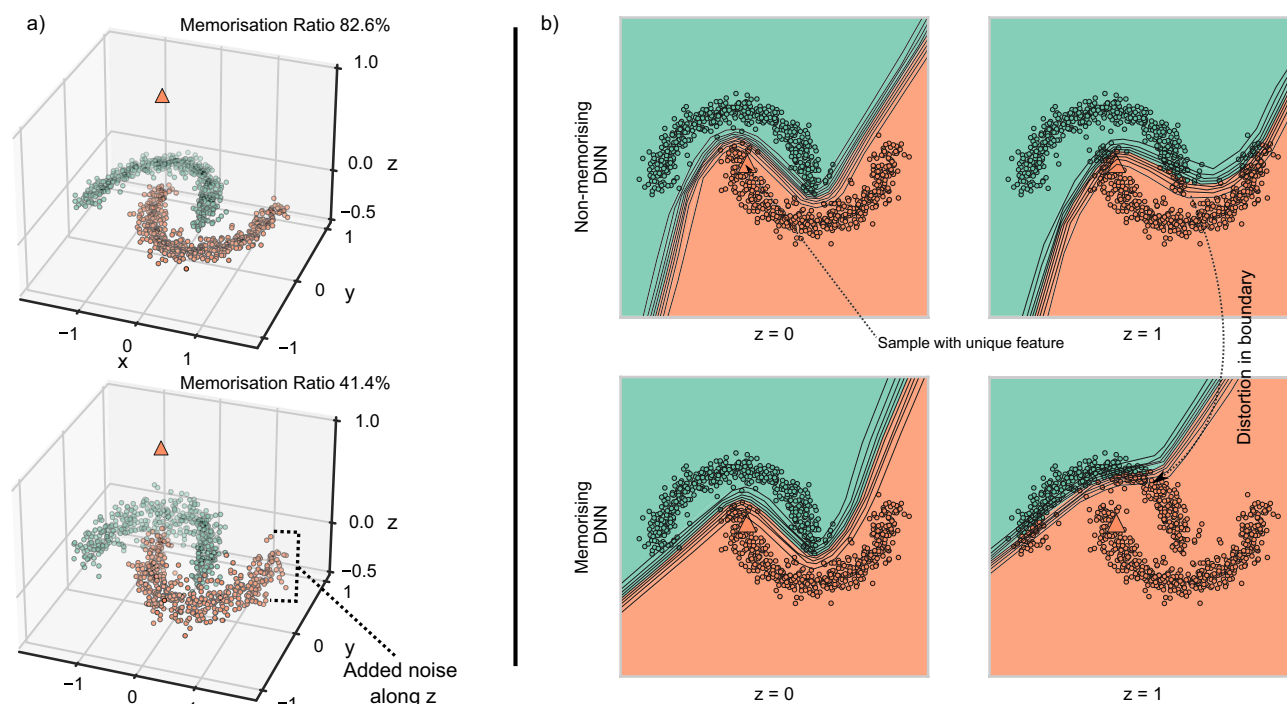 a)
Memorisation Ratio 82.6%
1.0
0.0
z
−0.5
1
0
y
−1
−1
0
1
x
Memorisation Ratio 41.4%
1.0
0.0
z
−0.5
1
0
y
−1
−1
0
1
Added noise
along z
b)
Non-memorising
DNN
z = 0
z = 1
Sample with unique feature
Distortion in boundary
Memorising
DNN
z = 0
z = 1